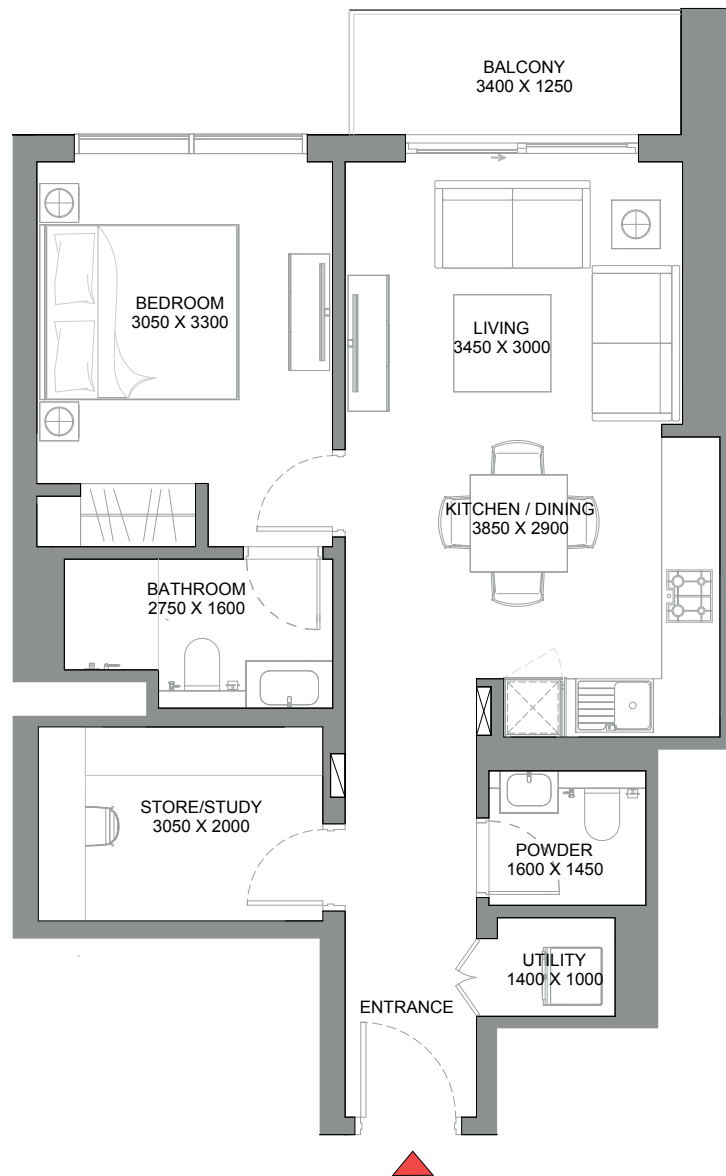 BALCONY
3400 X 1250
BEDROOM
3050 X 3300
LIVING
3450 X 3000
KITCHEN / DINING
3850 X 2900
BATHROOM
2750 X 1600
STORE/STUDY
3050 X 2000
POWDER
1600 X 1450
UTILITY
1400 X 1000
ENTRANCE